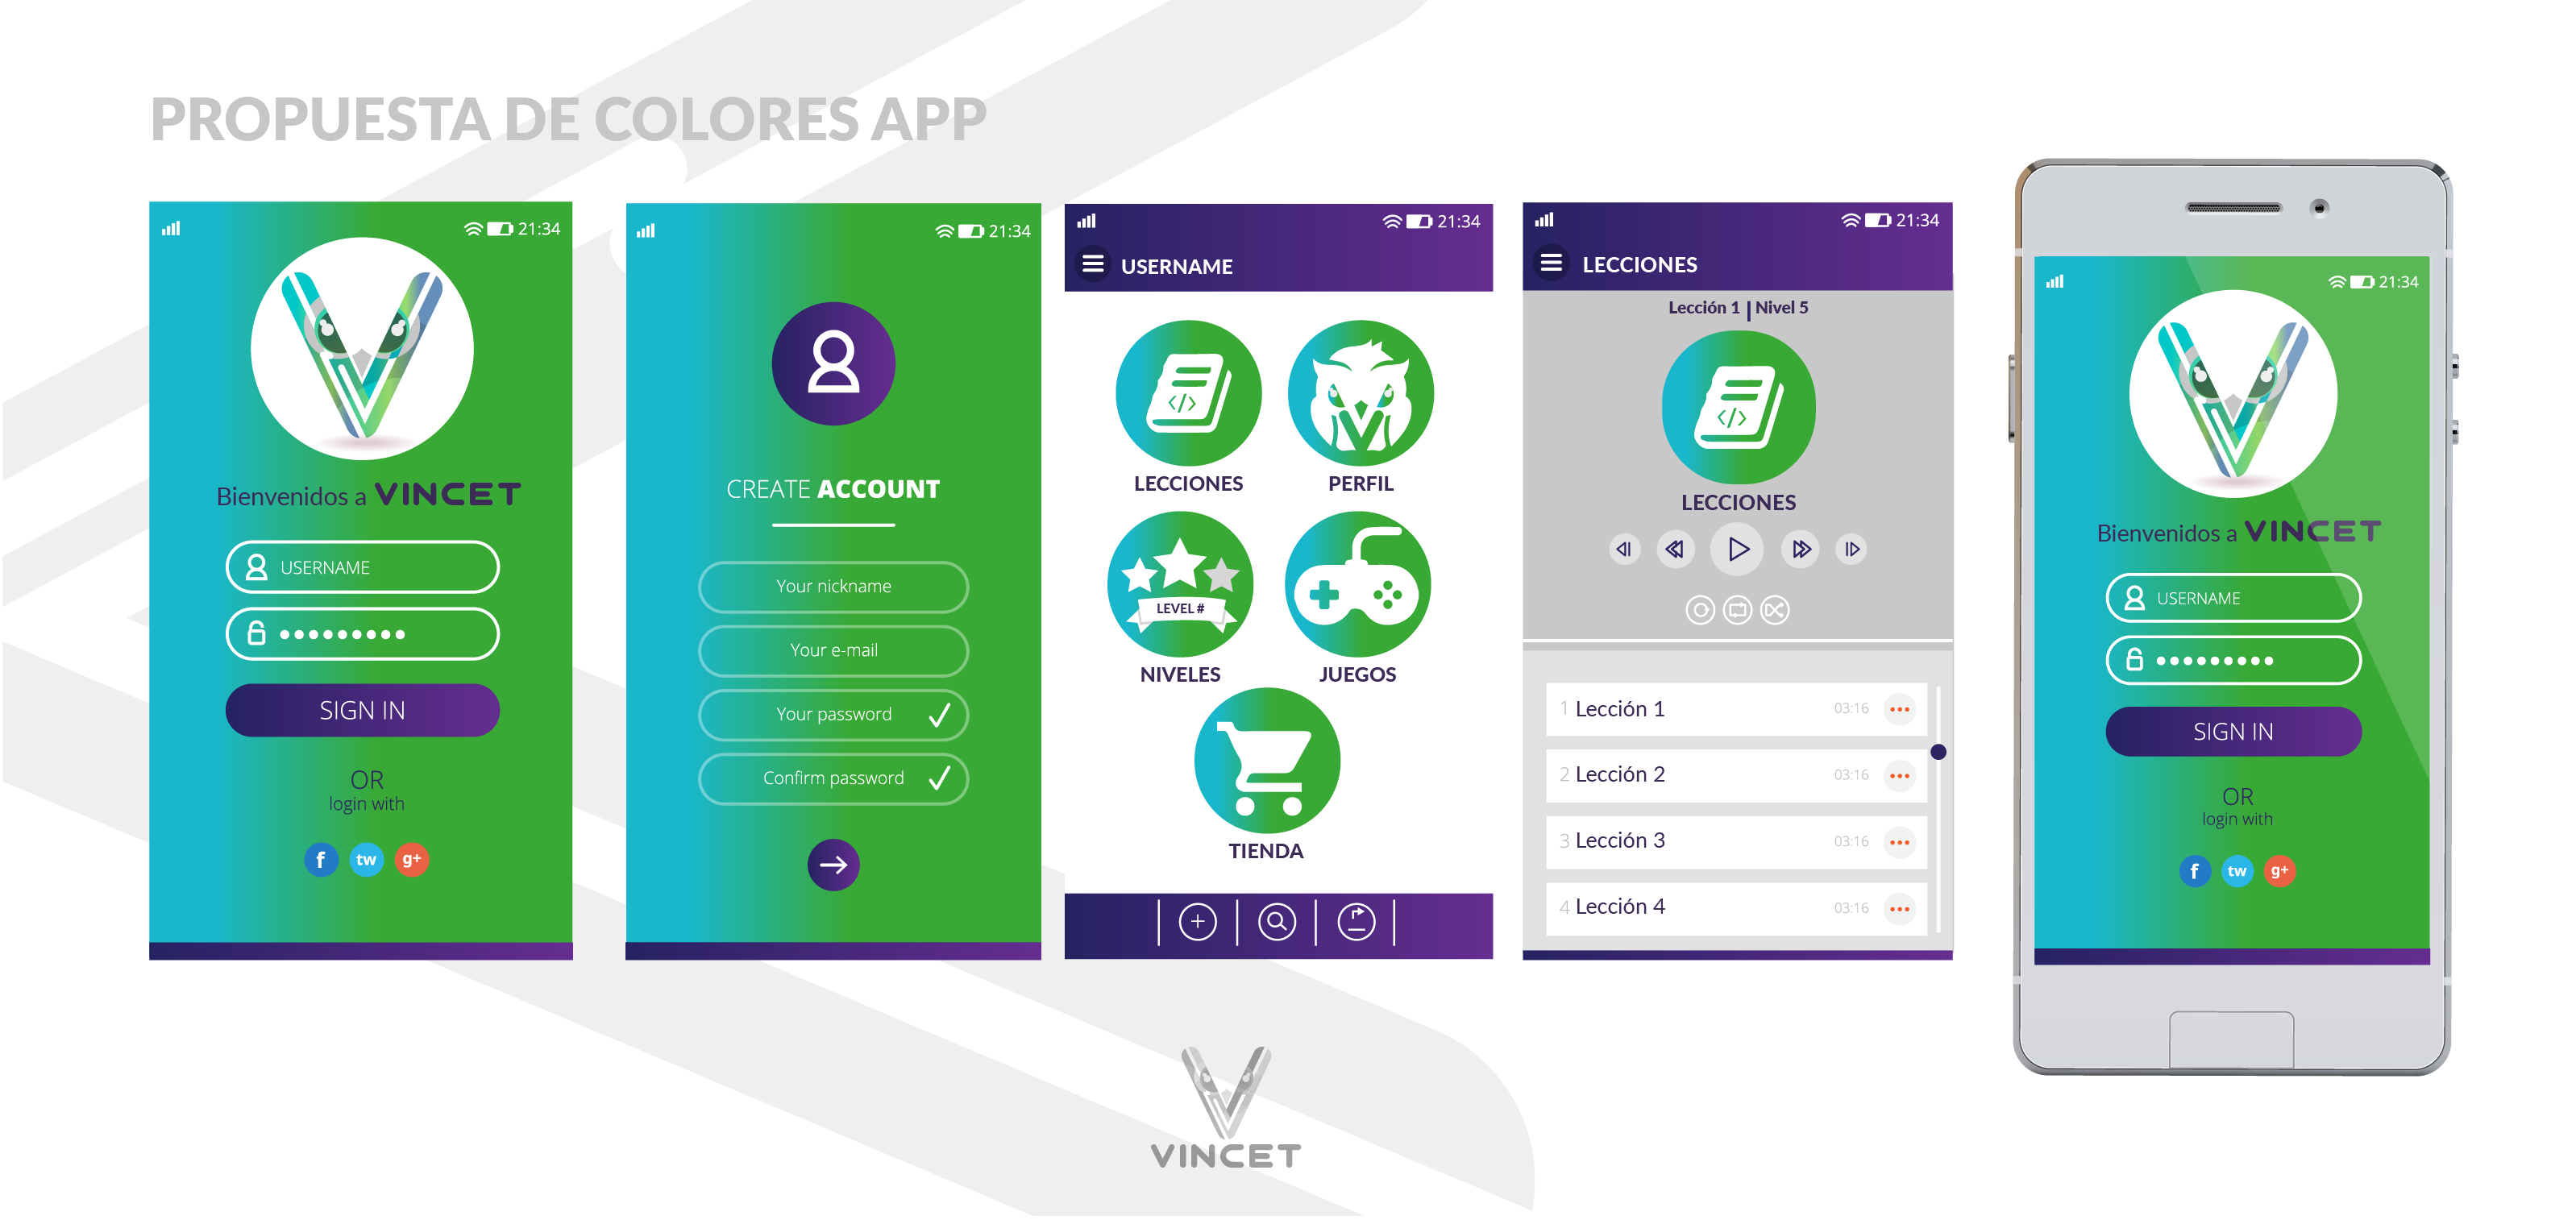 PROPUESTA DE COLORES APP
21:34
Bienvenidos a VINCET
USERNAME
SIGN IN
OR
login with
f tw g+
21:34
CREATE ACCOUNT
Your nickname
Your e-mail
Your password
Confirm password
21:34
USERNAME
LECCIONES
PERFIL
</>
LEVEL #
NIVELES
JUEGOS
TIENDA
21:34
LECCIONES
Lección 1 | Nivel 5
</>
LECCIONES
1 Lección 1 03:16
2 Lección 2 03:16
3 Lección 3 03:16
4 Lección 4 03:16
21:34
Bienvenidos a VINCET
USERNAME
SIGN IN
OR
login with
f tw g+
VINCET